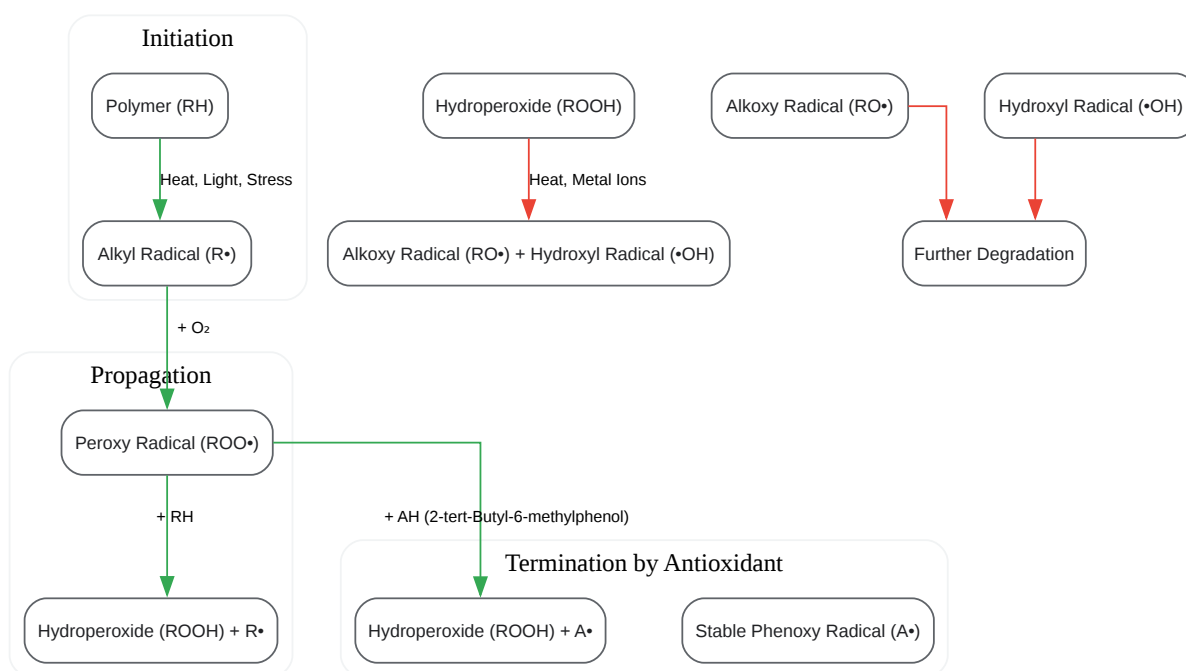 Initiation
Polymer (RH)
Hydroperoxide (ROOH)
Alkoxy Radical (RO•)
Hydroxyl Radical (•OH)
Heat, Light, Stress
Heat, Metal Ions
Alkyl Radical (R•)
Alkoxy Radical (RO•) + Hydroxyl Radical (•OH)
Further Degradation
+ O₂
Propagation
Peroxy Radical (ROO•)
+ RH
+ AH (2-tert-Butyl-6-methylphenol)
Termination by Antioxidant
Hydroperoxide (ROOH) + R•
Hydroperoxide (ROOH) + A•
Stable Phenoxy Radical (A•)